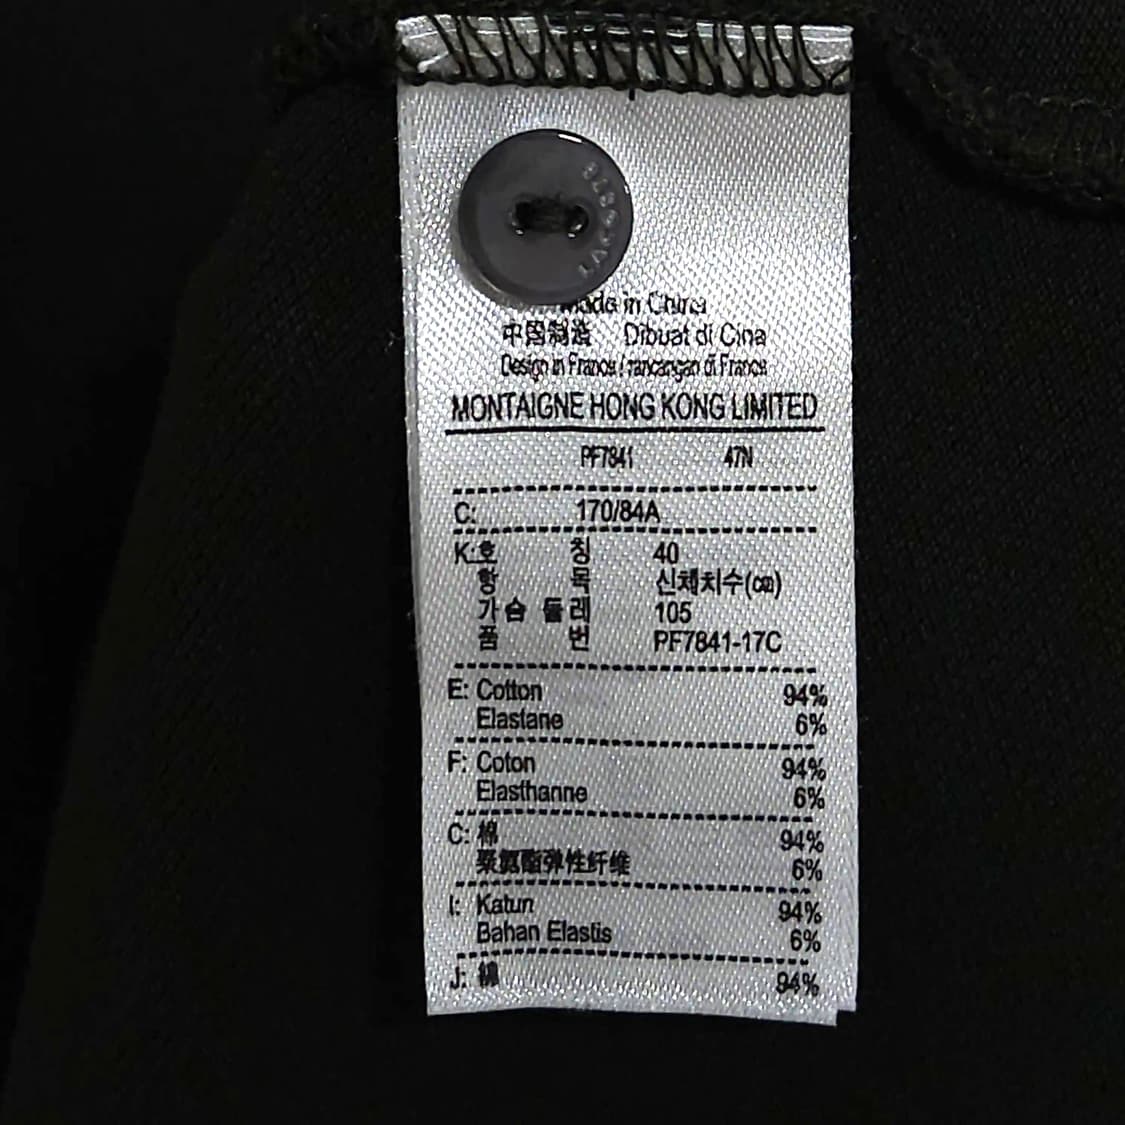 LACOSTE
Made in China
中国制造 Dibuat di Cina
Design in France / rancangan di France
MONTAIGNE HONG KONG LIMITED
PF7841 47N
C: 170/84A
K: 호 칭 40
항 목 신체치수(㎝)
가슴 둘레 105
품 번 PF7841-17C
E: Cotton 94%
Elastane 6%
F: Coton 94%
Elasthanne 6%
C: 棉 94%
聚氨酯弹性纤维 6%
I: Katun 94%
Bahan Elastis 6%
J: 綿 94%